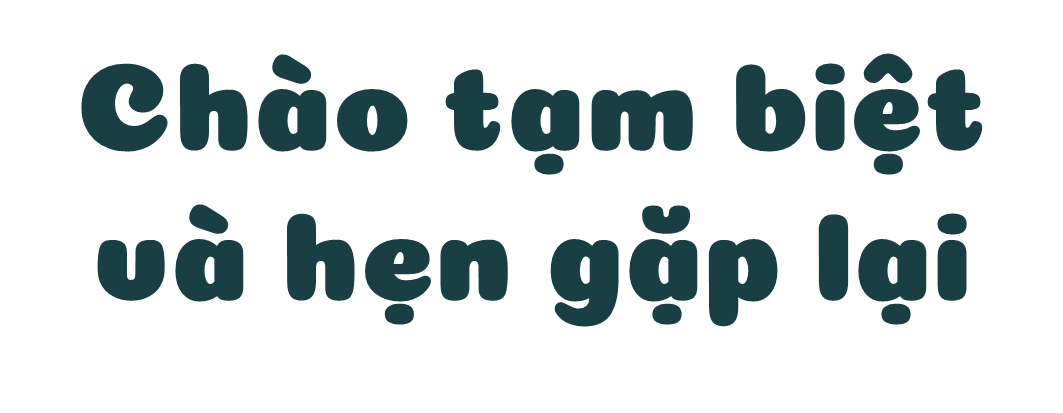 Chào tạm biệt
và hẹn gặp lại